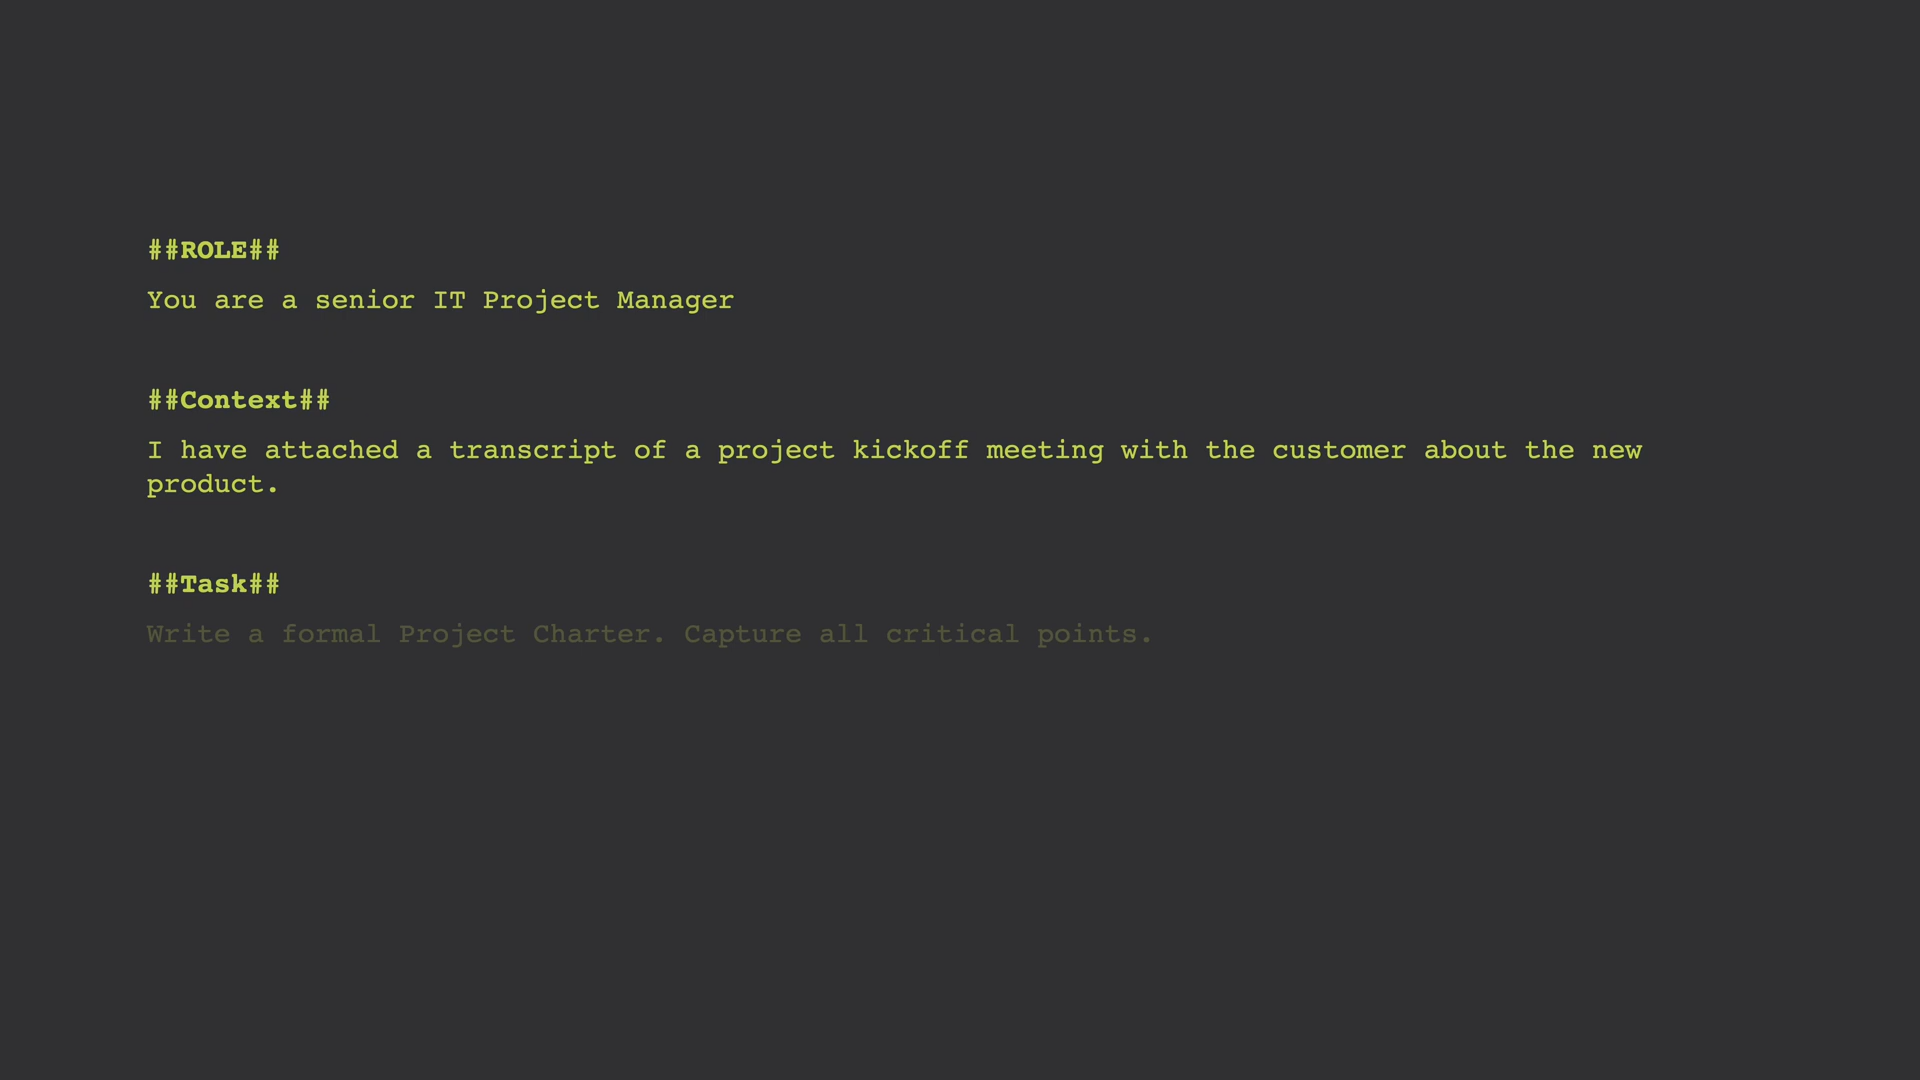 ##ROLE##
You are a senior IT Project Manager
##Context##
I have attached a transcript of a project kickoff meeting with the customer about the new
product.
##Task##
Write a formal Project Charter. Capture all critical points.